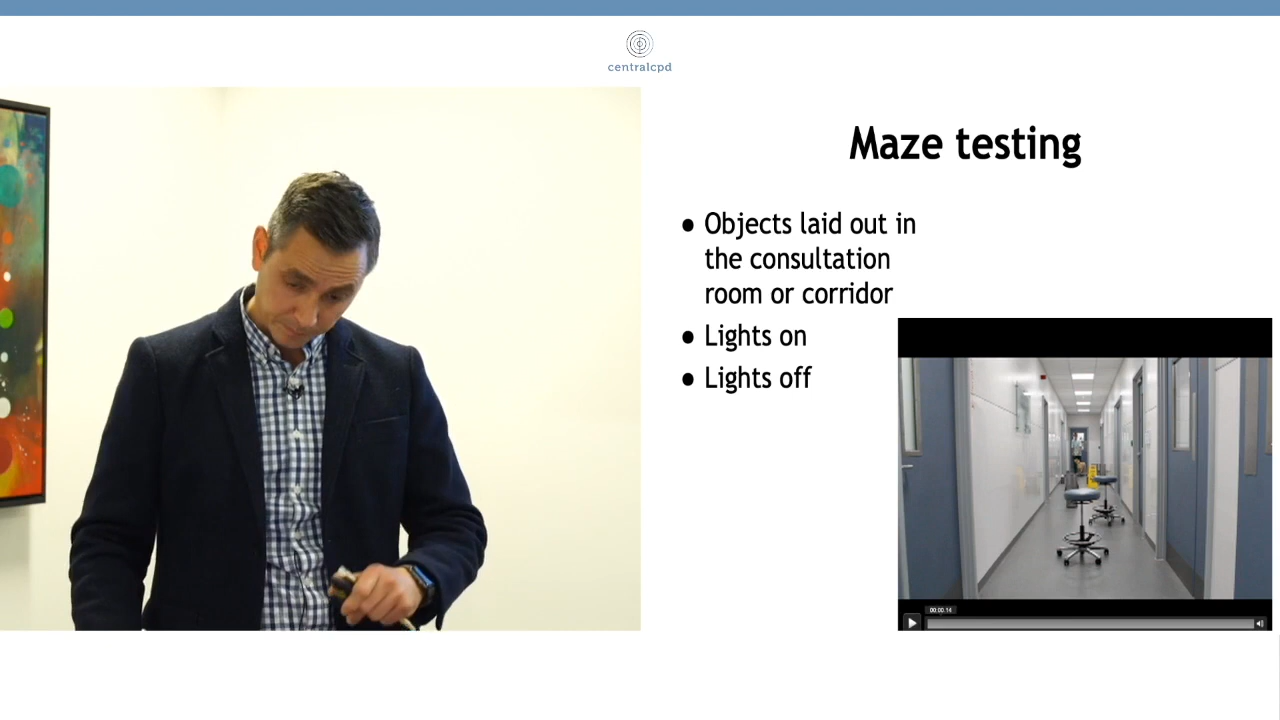 centralcpd
Maze testing
• Objects laid out in
the consultation
room or corridor
• Lights on
• Lights off
00:00:14